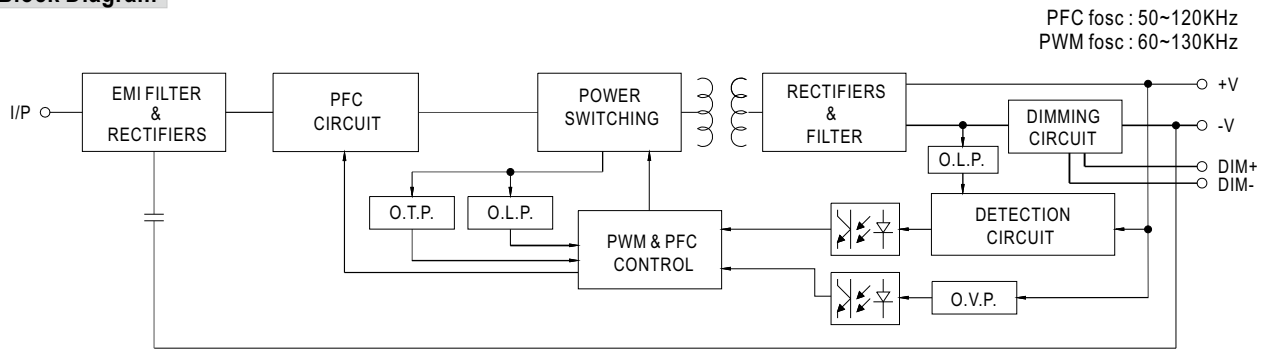 Block Diagram
PFC fosc : 50~120KHz
PWM fosc : 60~130KHz
I/P
EMI FILTER
&
RECTIFIERS
PFC
CIRCUIT
POWER
SWITCHING
RECTIFIERS
&
FILTER
DIMMING
CIRCUIT
+V
-V
DIM+
DIM-
O.L.P.
O.T.P.
O.L.P.
PWM & PFC
CONTROL
DETECTION
CIRCUIT
O.V.P.